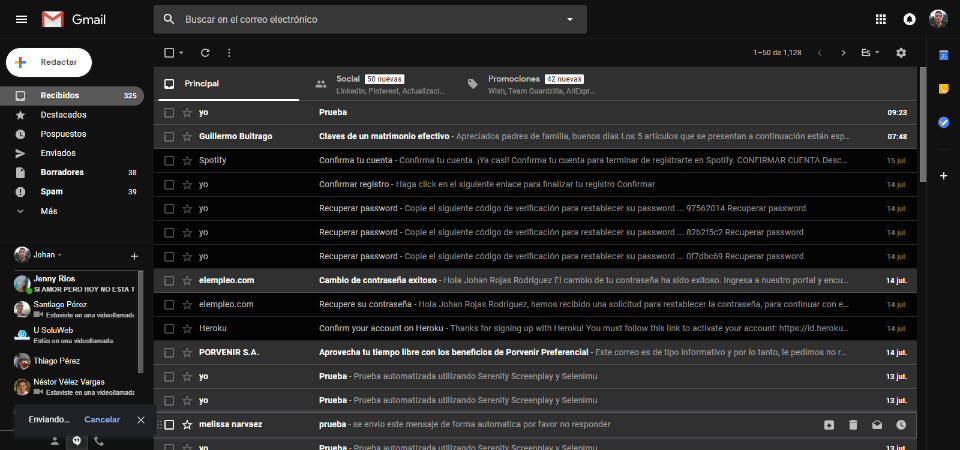 Gmail
Buscar en el correo electrónico
Redactar
1–50 de 1,128
Es
Recibidos 325
Destacados
Pospuestos
Enviados
Borradores 38
Spam 39
Más
Johan
Jenny Rios
SI AMOR PERO HOY NO ESTA T
Santiago Pérez
Estuviste en una videollamada
U SoluWeb
Estás en una videollamada.
Thiago Pérez
Néstor Vélez Vargas
Estuviste en una videollamada
Enviando... Cancelar
Principal
Social 50 nuevas
LinkedIn, Pinterest, Actualizaci...
Promociones 42 nuevas
Wish, Team Guardzilla, AliExpr...
yo Prueba 09:23
Guillermo Buitrago Claves de un matrimonio efectivo - Apreciados padres de familia, buenos días Los 5 artículos que se presentan a continuación están esp... 07:48
Spotify Confirma tu cuenta - Confirma tu cuenta. ¡Ya casi! Confirma tu cuenta para terminar de registrarte en Spotify. CONFIRMAR CUENTA Desc... 15 jul.
yo Confirmar registro - Haga click en el siguiente enlace para finalizar tu registro Confirmar 14 jul.
yo Recuperar password - Copie el siguiente código de verificación para restablecer su password ... 97562014 Recuperar password 14 jul.
yo Recuperar password - Copie el siguiente código de verificación para restablecer su password ... 82b2f5c2 Recuperar password 14 jul.
yo Recuperar password - Copie el siguiente código de verificación para restablecer su password ... 0f7dbc69 Recuperar password 14 jul.
elempleo.com Cambio de contraseña exitoso - Hola Johan Rojas Rodriguez El cambio de tu contraseña ha sido exitoso. Ingresa a nuestro portal y encu... 14 jul.
elempleo.com Recupere su contraseña - Hola Johan Rojas Rodriguez, hemos recibido una solicitud para restablecer la contraseña, para continuar con e... 14 jul.
Heroku Confirm your account on Heroku - Thanks for signing up with Heroku! You must follow this link to activate your account: https://id.heroku... 14 jul.
PORVENIR S.A. Aprovecha tu tiempo libre con los beneficios de Porvenir Preferencial - Este correo es de tipo informativo y por lo tanto, le pedimos no r... 14 jul.
yo Prueba - Prueba automatizada utilizando Serenity Screenplay y Selenimu 13 jul.
yo Prueba - Prueba automatizada utilizando Serenity Screenplay y Selenimu 13 jul.
melissa narvaez prueba - se envio este mensaje de forma automatica por favor no responder
yo Prueba - Prueba automatizada utilizando Serenity Screenplay y Selenimu 13 jul.